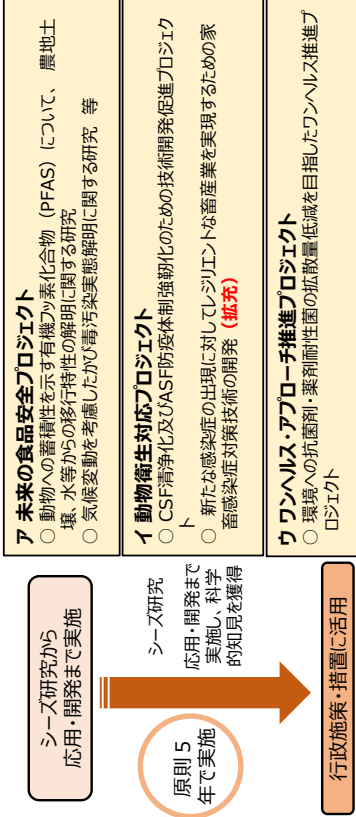 シーズ研究から
応用・開発まで実施
原則５
年で実施
シーズ研究
応用・開発まで
実施し、科学
的知見を獲得
行政施策・措置に活用
ア 未来の食品安全プロジェクト
○ 動物への蓄積性を示す有機フッ素化合物（PFAS）について、 農地土
壌、水等からの移行特性の解明に関する研究
○ 気候変動を考慮したかび毒汚染実態解明に関する研究 等
イ 動物衛生対応プロジェクト
○ CSF清浄化及びASF防疫体制強靭化のための技術開発促進プロジェク
ト
○ 新たな感染症の出現に対してレジリエントな畜産業を実現するための家
畜感染症対策技術の開発（拡充）
ウ ワンヘルス・アプローチ推進プロジェクト
○ 環境への抗菌剤・薬剤耐性菌の拡散量低減を目指したワンヘルス推進プ
ロジェクト